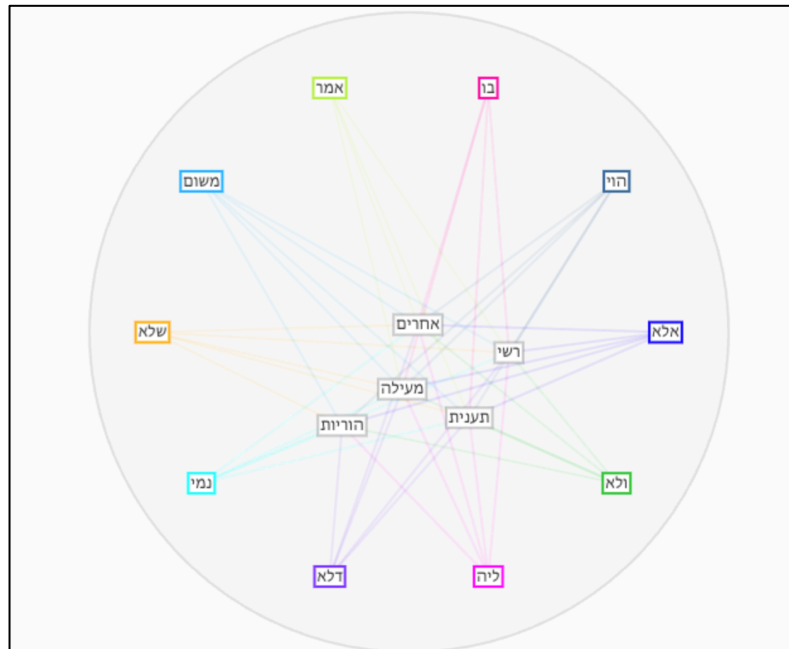 אמר
בו
משום
הוי
אחרים
שלא
אלא
רשי
מעילה
תענית
הוריות
נמי
ולא
דלא
ליה